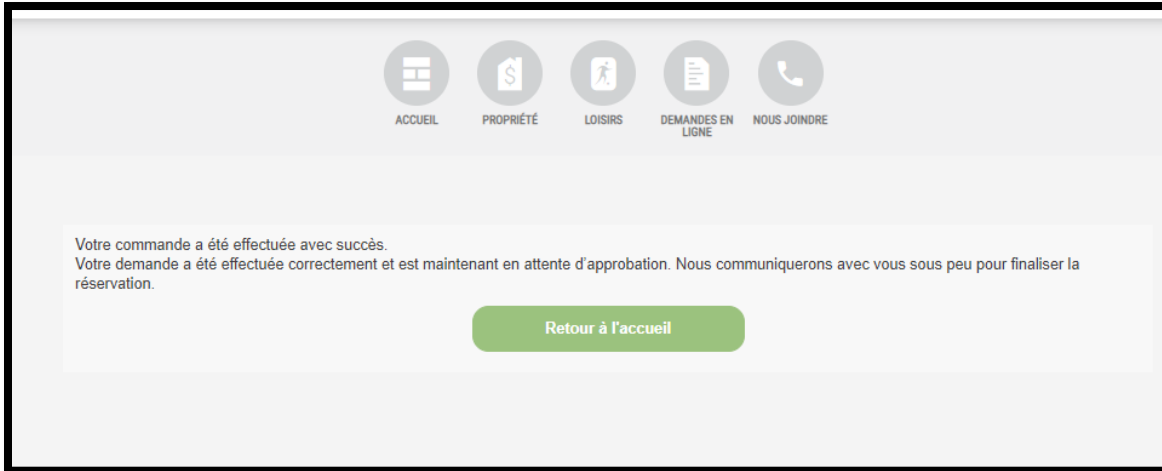 ACCUEIL
PROPRIÉTÉ
LOISIRS
DEMANDES EN
LIGNE
NOUS JOINDRE
Votre commande a été effectuée avec succès.
Votre demande a été effectuée correctement et est maintenant en attente d'approbation. Nous communiquerons avec vous sous peu pour finaliser la
réservation.
Retour à l'accueil